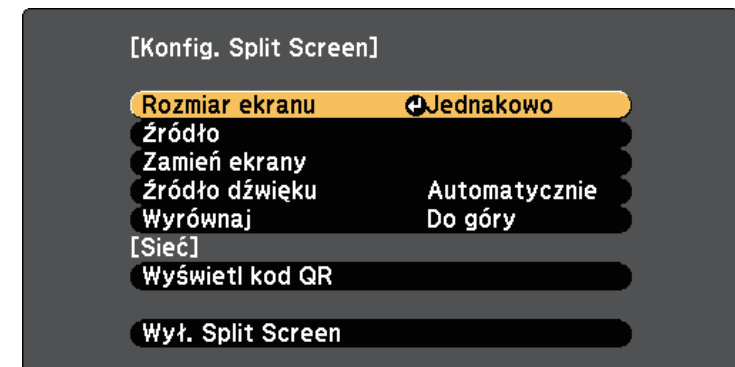 [Konfig. Split Screen]
Rozmiar ekranu Jednakowo
Źródło
Zamień ekrany
Źródło dźwięku Automatycznie
Wyrównaj Do góry
[Sieć]
Wyświetl kod QR
Wył. Split Screen